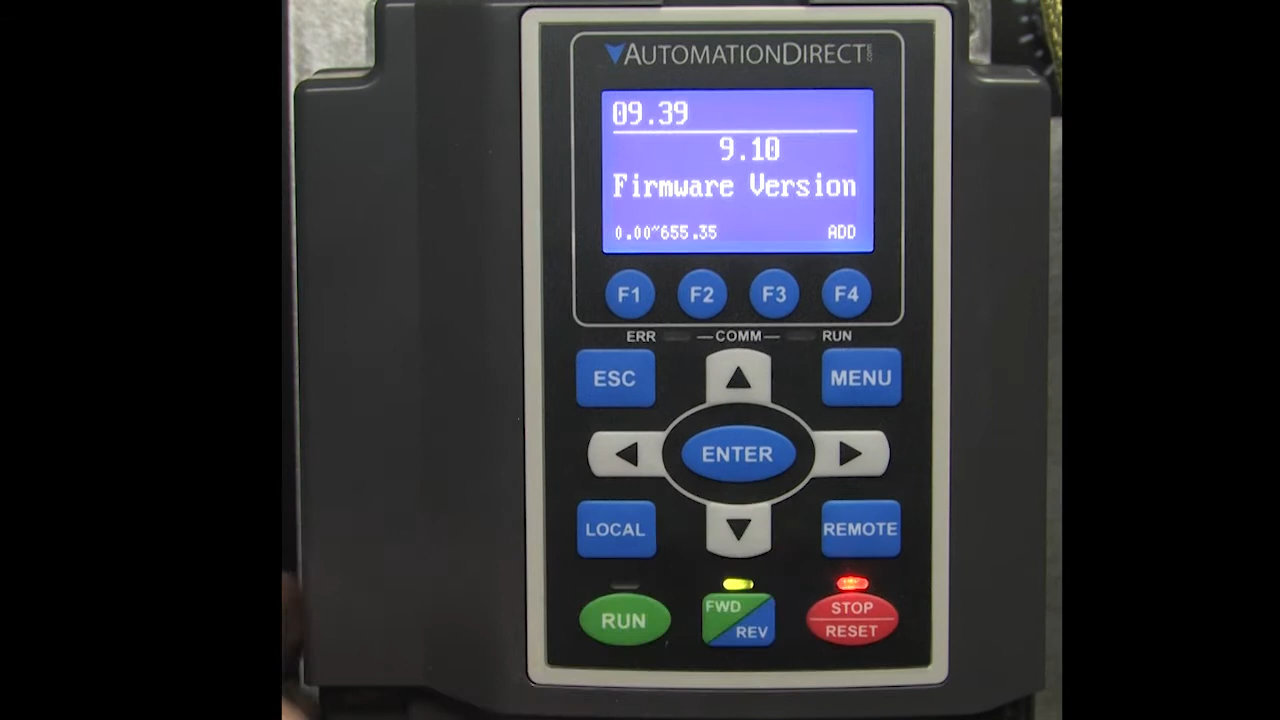 AUTOMATIONDIRECT.com
09.39
9.10
Firmware Version
0.00~655.35 ADD
F1 F2 F3 F4
ERR COMM RUN
ESC MENU
ENTER
LOCAL REMOTE
RUN FWD REV STOP RESET